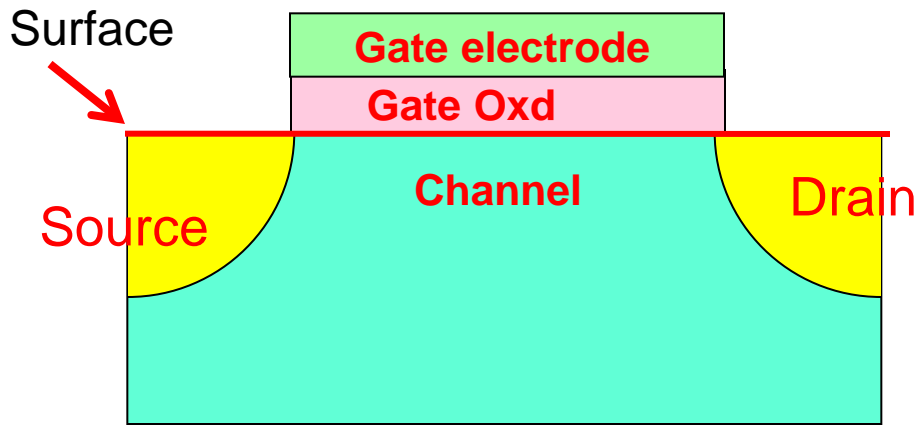 Surface
Gate electrode
Gate Oxd
Channel
Source
Drain